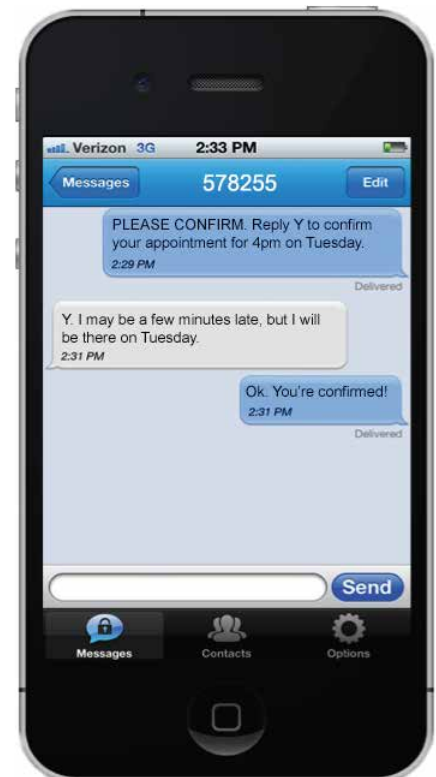 Verizon 3G 2:33 PM
Messages 578255 Edit
PLEASE CONFIRM. Reply Y to confirm
your appointment for 4pm on Tuesday.
2:29 PM
Delivered
Y. I may be a few minutes late, but I will
be there on Tuesday.
2:31 PM
Ok. You're confirmed!
2:31 PM
Delivered
Send
Messages Contacts Options